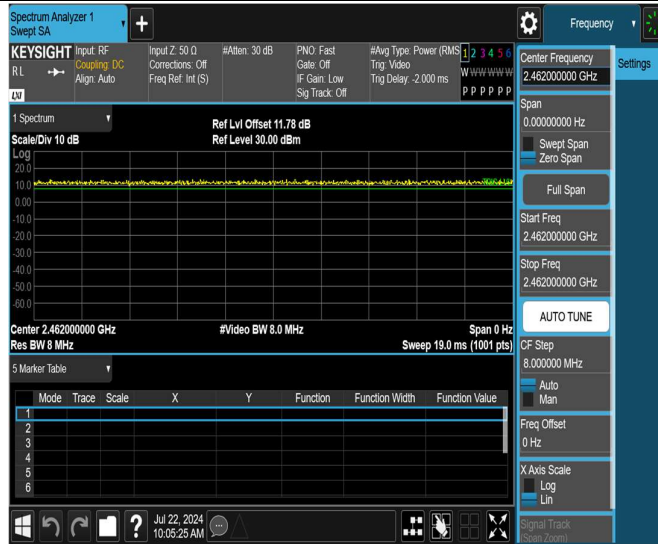 Spectrum Analyzer 1
Swept SA
Frequency
KEYSIGHT
RL
LXI
Input: RF
Coupling: DC
Align: Auto
Input Z: 50 Ω
Corrections: Off
Freq Ref: Int (S)
#Atten: 30 dB
PNO: Fast
Gate: Off
IF Gain: Low
Sig Track: Off
#Avg Type: Power (RMS
Trig: Video
Trig Delay: -2.000 ms
1 2 3 4 5 6
W W W W W W
P P P P P P
Center Frequency
2.462000000 GHz
Settings
Span
0.00000000 Hz
Swept Span
Zero Span
Full Span
Start Freq
2.462000000 GHz
Stop Freq
2.462000000 GHz
AUTO TUNE
CF Step
8.000000 MHz
Auto
Man
Freq Offset
0 Hz
X Axis Scale
Log
Lin
Signal Track
(Span Zoom)
1 Spectrum
Scale/Div 10 dB
Ref Lvl Offset 11.78 dB
Ref Level 30.00 dBm
Log
20.0
10.0
0.00
-10.0
-20.0
-30.0
-40.0
-50.0
-60.0
Center 2.462000000 GHz
#Video BW 8.0 MHz
Span 0 Hz
Res BW 8 MHz
Sweep 19.0 ms (1001 pts)
5 Marker Table
Mode Trace Scale X Y Function Function Width Function Value
1
2
3
4
5
6
Jul 22, 2024
10:05:25 AM